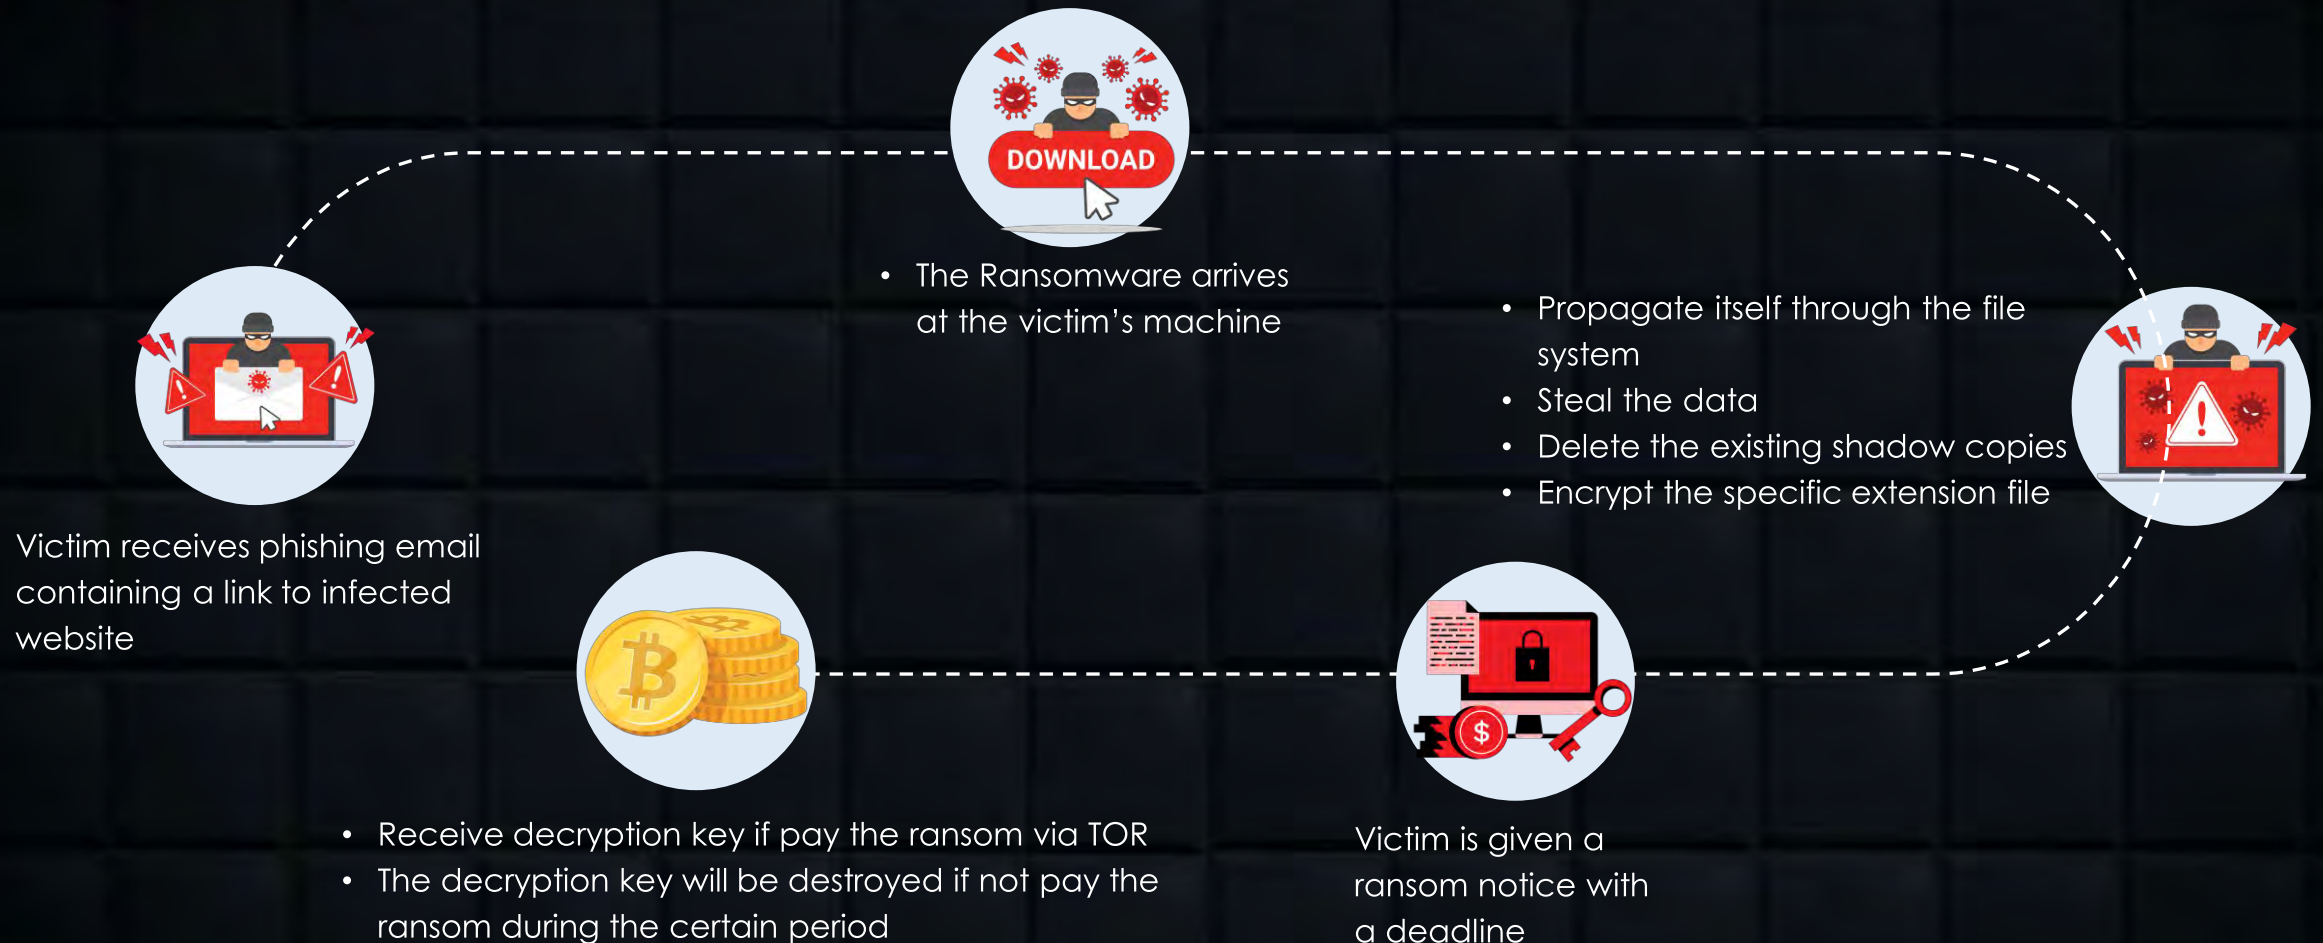 Victim receives phishing email
containing a link to infected
website
DOWNLOAD
• The Ransomware arrives
at the victim's machine
• Propagate itself through the file
system
• Steal the data
• Delete the existing shadow copies
• Encrypt the specific extension file
$
Victim is given a
ransom notice with
a deadline
• Receive decryption key if pay the ransom via TOR
• The decryption key will be destroyed if not pay the
ransom during the certain period